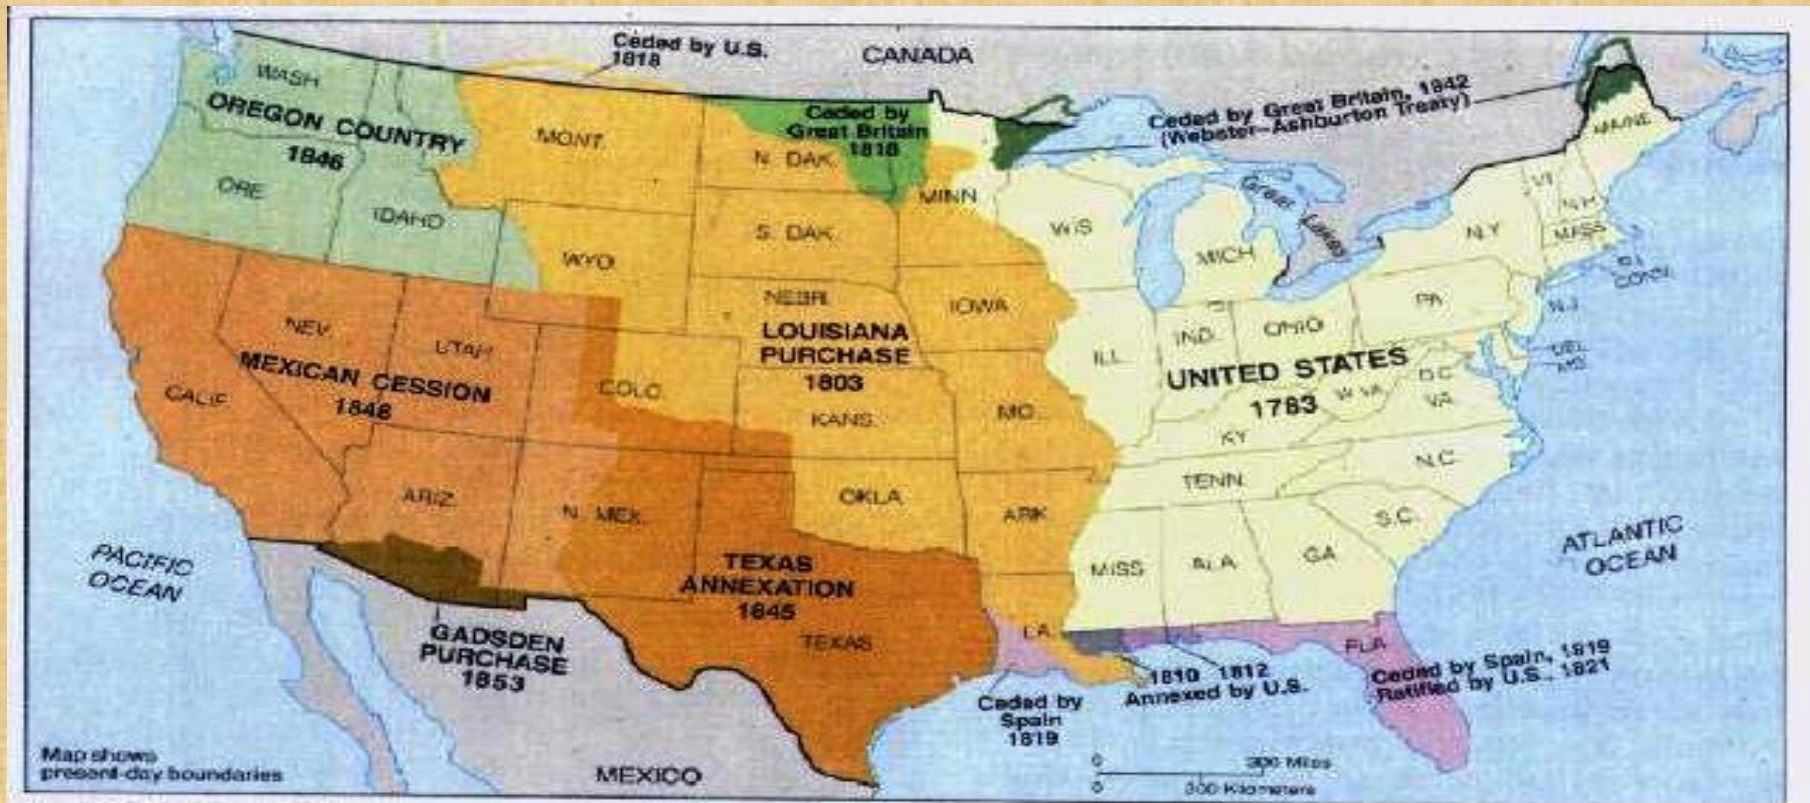 Ceded by U.S.
1818
CANADA
WASH
OREGON COUNTRY
1846
ORE
IDAHO
MONT.
Ceded by
Great Britain
1818
N. DAK.
MINN
Ceded by Great Britain, 1842
(Webster-Ashburton Treaty)
MAINE
VT
N.H.
MASS
R.I.
CONN.
N.Y.
Great Lakes
WIS
MICH
S. DAK.
WYO.
NEBR.
IOWA
LOUISIANA
PURCHASE
1803
PA
N.J.
OHIO
IND.
ILL
UNITED STATES
1783
DEL
W VA.
D.C.
VA.
NEV.
UTAH
MEXICAN CESSION
1848
CALIF.
COLO.
KANS.
MO.
KY
N.C.
TENN.
ARIZ.
N. MEX.
OKLA.
ARK
S.C.
MISS
ALA
GA
PACIFIC
OCEAN
ATLANTIC
OCEAN
TEXAS
ANNEXATION
1845
TEXAS
GADSDEN
PURCHASE
1853
LA.
FLA
Ceded by
Spain
1819
1810 1812
Annexed by U.S.
Ceded by Spain, 1819
Ratified by U.S., 1821
Map shows
present-day boundaries
MEXICO
0 300 Miles
0 300 Kilometers